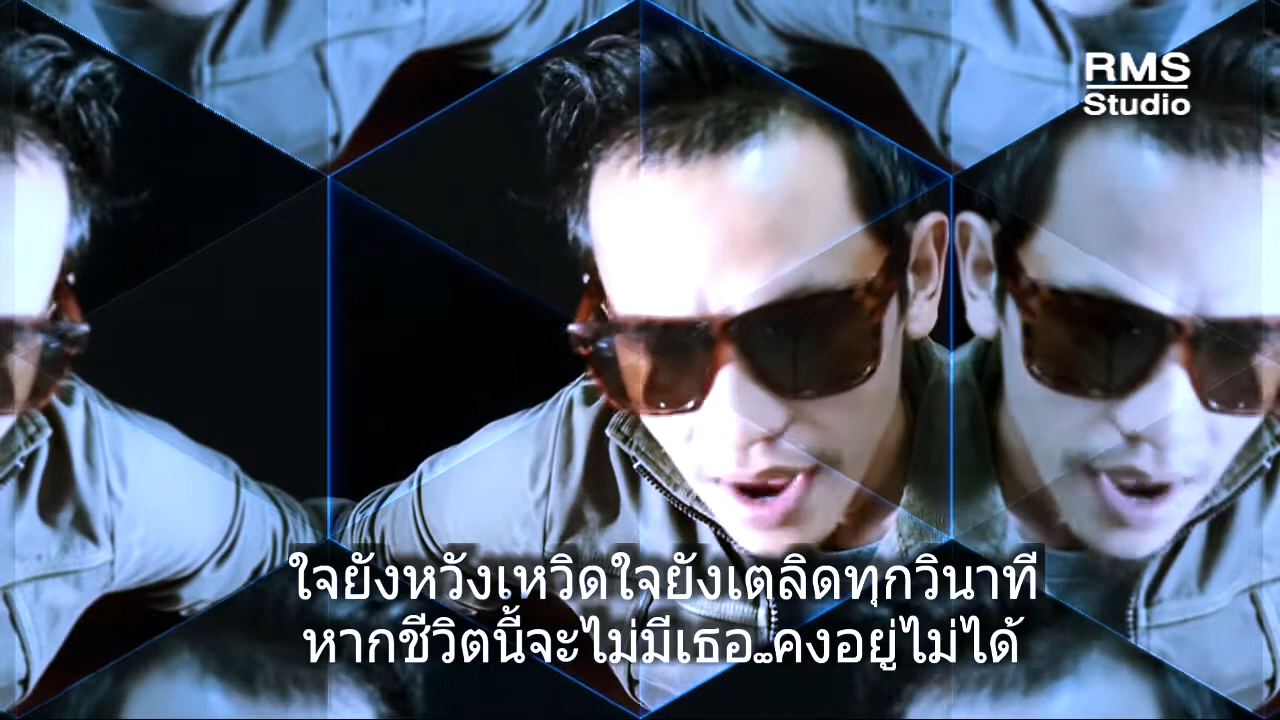 RMS
Studio
ใจยังหวังเหวิดใจยังเตลิดทุกวินาที
หากชีวิตนี้จะไม่มีเธอ..คงอยู่ไม่ได้